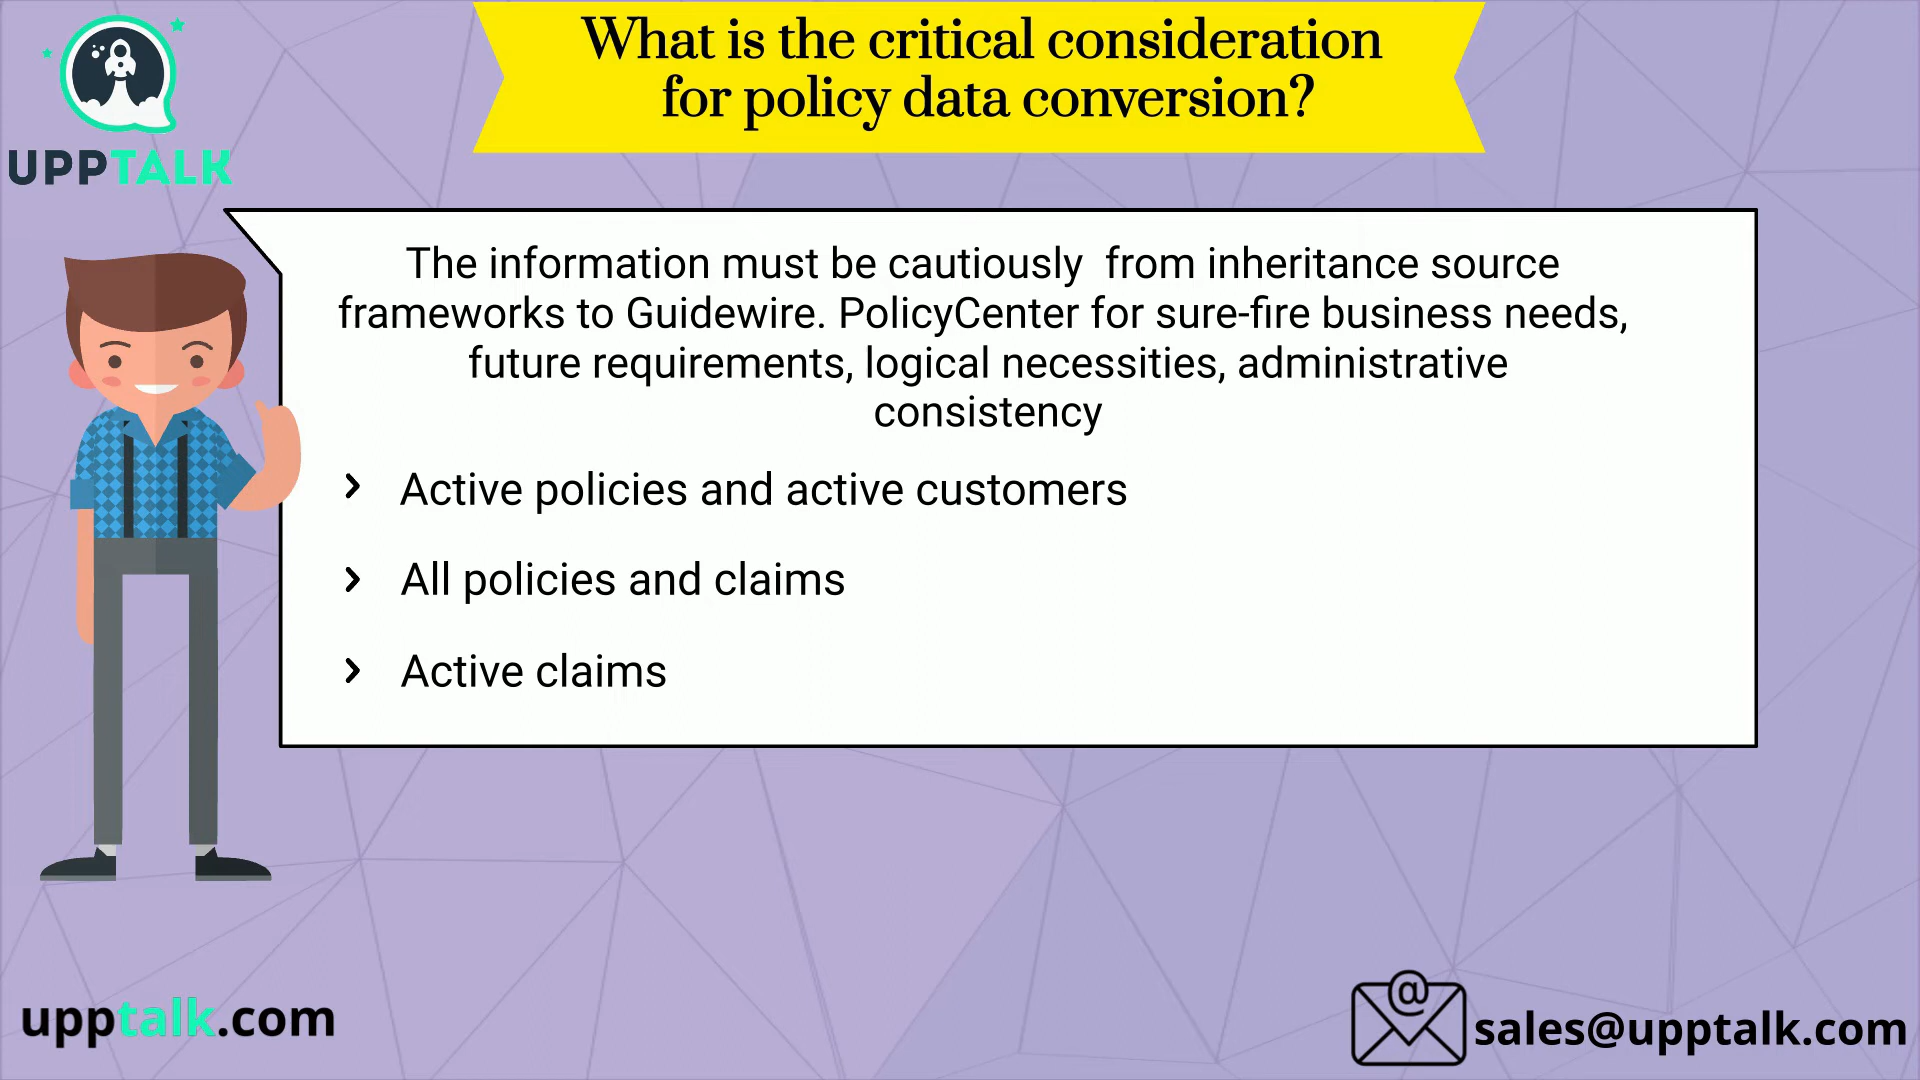 What is the critical consideration
for policy data conversion?
UPPTALK
The information must be cautiously  from inheritance source
frameworks to Guidewire. PolicyCenter for sure-fire business needs,
future requirements, logical necessities, administrative
consistency
Active policies and active customers
All policies and claims
Active claims
upptalk.com
@
sales@upptalk.com